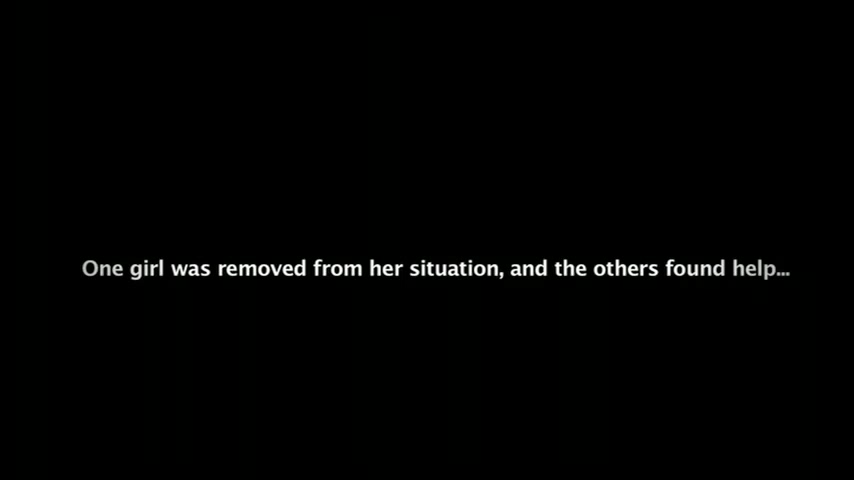 One girl was removed from her situation, and the others found help...